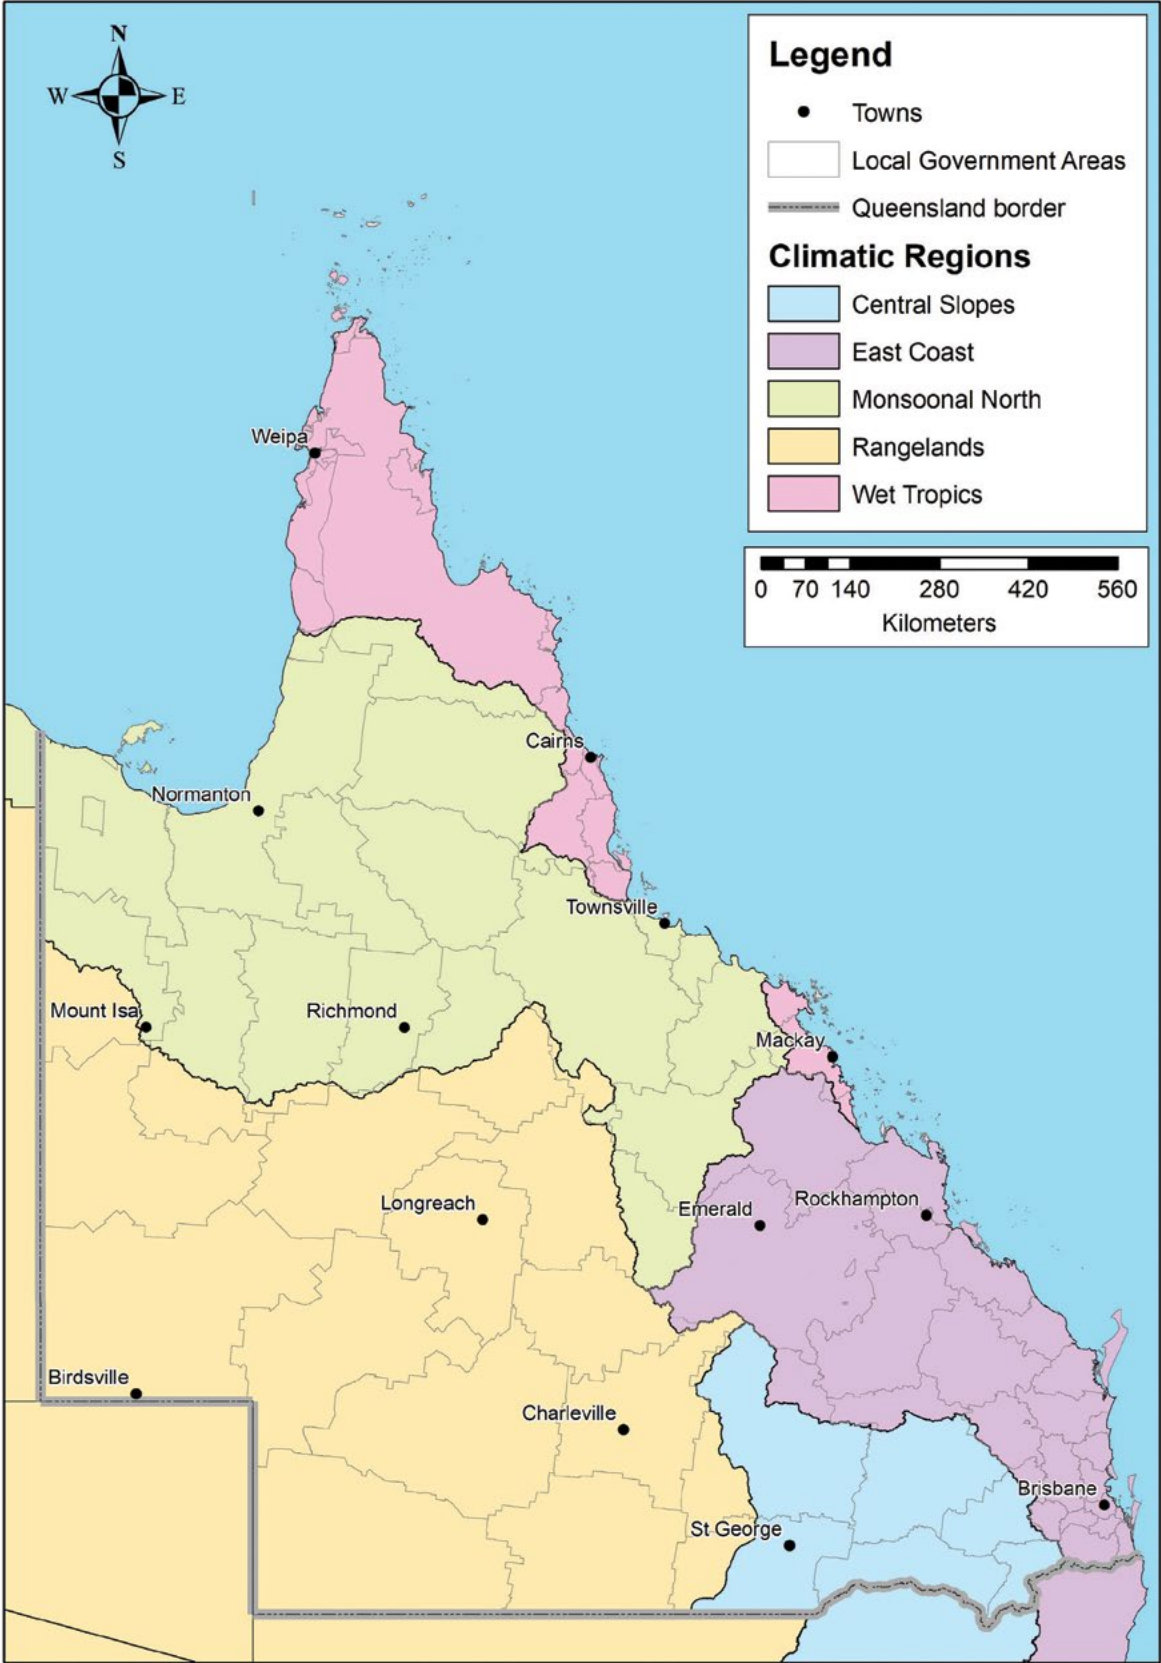 N
W E
S
Legend
Towns
Local Government Areas
Queensland border
Climatic Regions
Central Slopes
East Coast
Monsoonal North
Rangelands
Wet Tropics
0 70 140 280 420 560
Kilometers
Weipa
Cairns
Normanton
Townsville
Mount Isa
Richmond
Mackay
Longreach
Emerald
Rockhampton
Birdsville
Charleville
Brisbane
St George